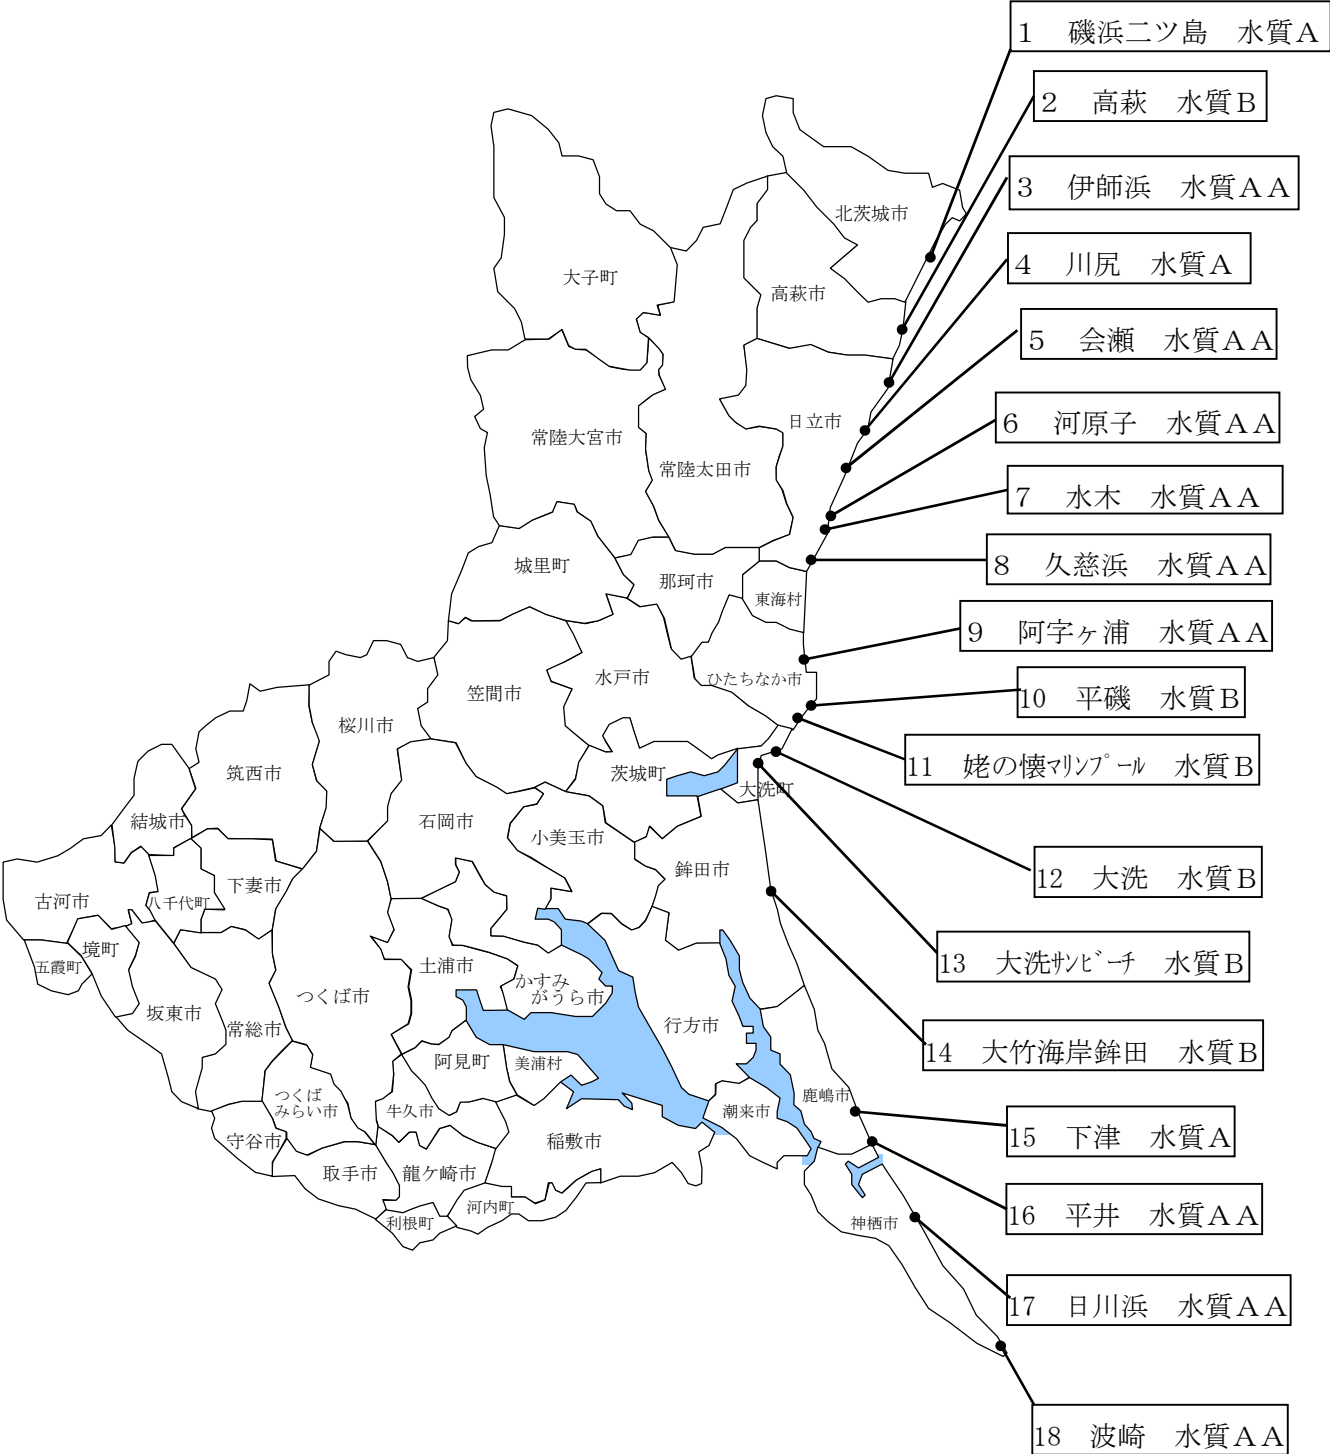 1　磯浜二ツ島　水質A
2　高萩　水質B
3　伊師浜　水質AA
4　川尻　水質A
5　会瀬　水質AA
6　河原子　水質AA
7　水木　水質AA
8　久慈浜　水質AA
9　阿字ヶ浦　水質AA
10　平磯　水質B
11　姥の懐ﾏﾘﾝﾌﾟｰﾙ　水質B
12　大洗　水質B
13　大洗ｻﾝﾋﾞｰﾁ　水質B
14　大竹海岸鉾田　水質B
15　下津　水質A
16　平井　水質AA
17　日川浜　水質AA
18　波崎　水質AA
北茨城市
大子町
高萩市
日立市
常陸大宮市
常陸太田市
城里町
那珂市
東海村
ひたちなか市
水戸市
笠間市
桜川市
筑西市
茨城町
大洗町
結城市
石岡市
小美玉市
鉾田市
古河市
八千代町
下妻市
境町
五霞町
坂東市
常総市
つくば市
土浦市
かすみ
がうら市
行方市
阿見町
美浦村
つくば
みらい市
牛久市
潮来市
鹿嶋市
守谷市
取手市
龍ケ崎市
稲敷市
利根町
河内町
神栖市